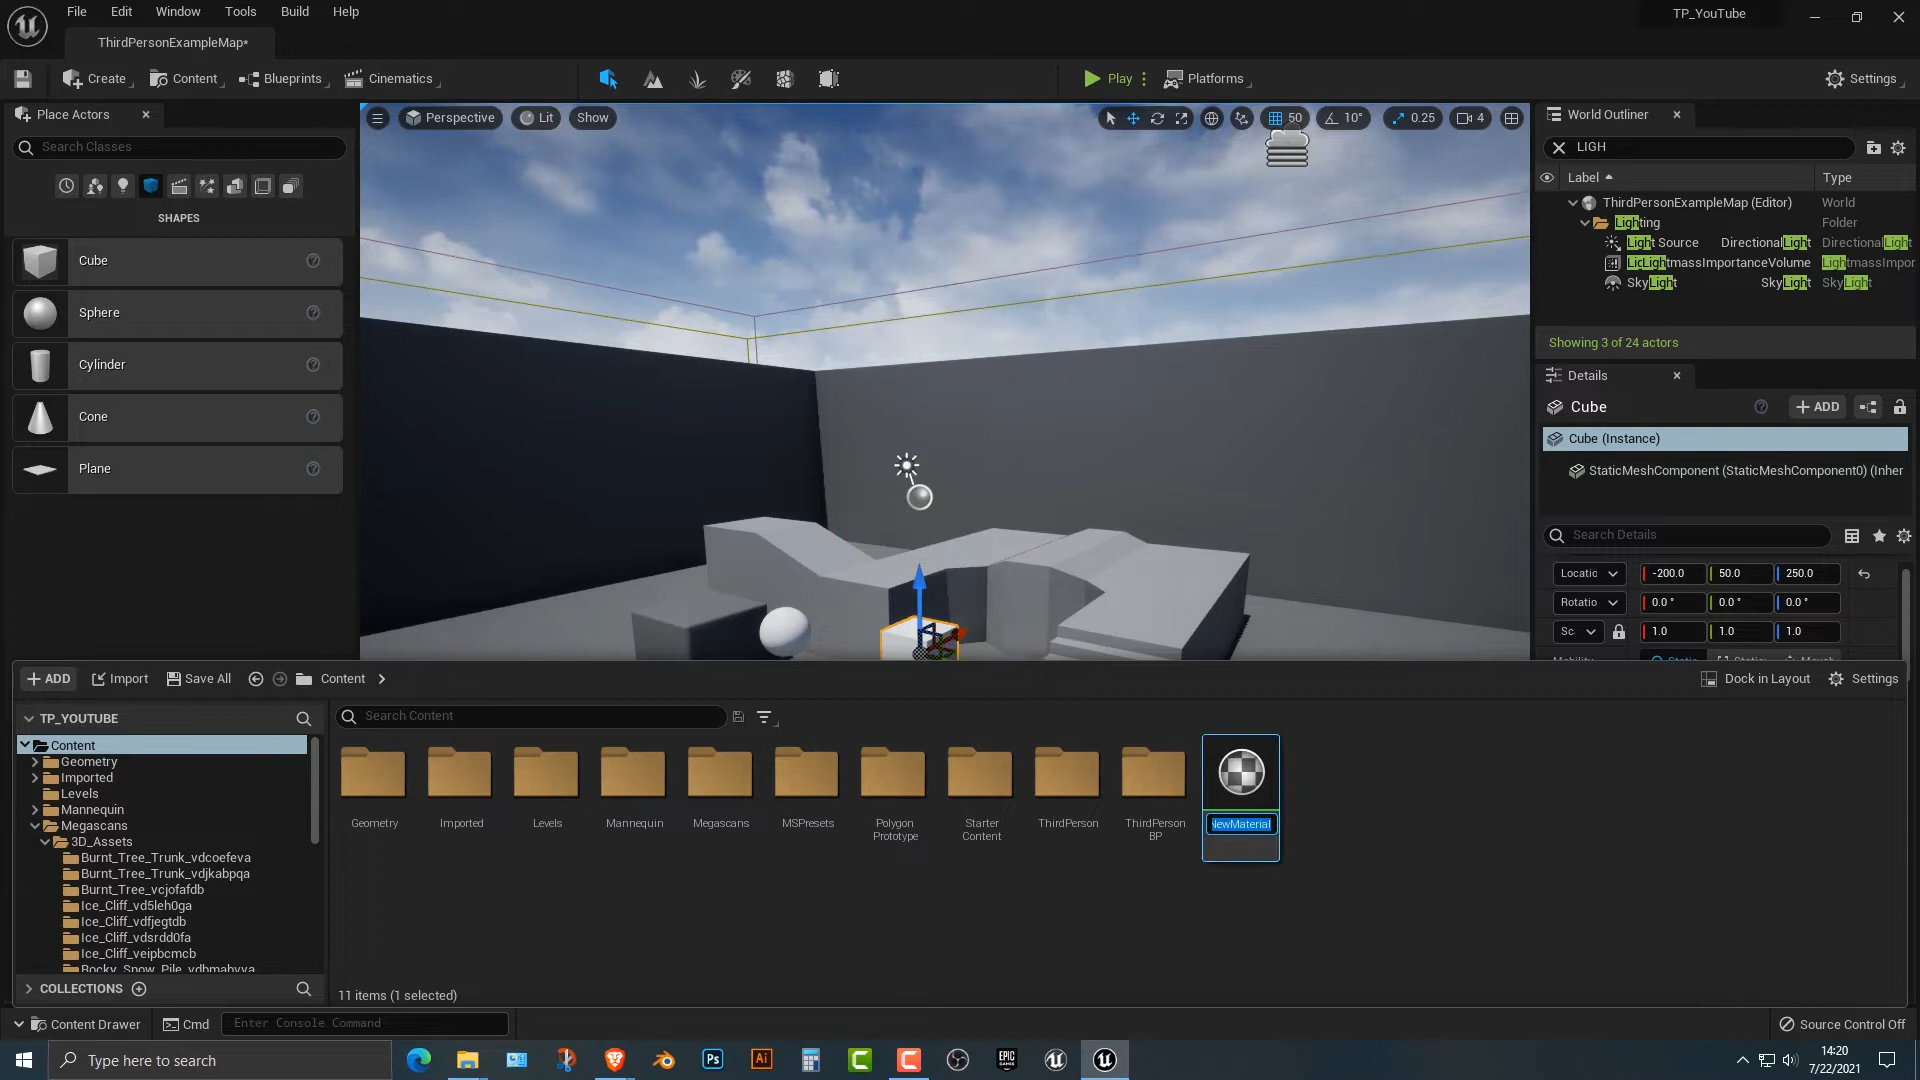 File Edit Window Tools Build Help
TP_YouTube
ThirdPersonExampleMap*
Create
Content
Blueprints
Cinematics
Play
Platforms
Settings
Place Actors
Search Classes
SHAPES
Cube
Sphere
Cylinder
Cone
Plane
Perspective
Lit
Show
50
10°
0.25
4
World Outliner
LIGH
Label
Type
ThirdPersonExampleMap (Editor) World
Lighting Folder
Light Source DirectionalLight DirectionalLight
LicLightmassImportanceVolume LightmassImpor
SkyLight SkyLight SkyLight
Showing 3 of 24 actors
Details
Cube
ADD
Cube (Instance)
StaticMeshComponent (StaticMeshComponent0) (Inher
Search Details
Locatic -200.0 50.0 250.0
Rotatio 0.0 ° 0.0 ° 0.0 °
Sc 1.0 1.0 1.0
ADD
Import
Save All
Content
Dock in Layout
Settings
TP_YOUTUBE
Content
Geometry
Imported
Levels
Mannequin
Megascans
3D_Assets
Burnt_Tree_Trunk_vdcoefeva
Burnt_Tree_Trunk_vdjkabpqa
Burnt_Tree_vcjofafdb
Ice_Cliff_vd5leh0ga
Ice_Cliff_vdfjegtdb
Ice_Cliff_vdsrdd0fa
Ice_Cliff_veipbcmcb
Rocky_Snow_Pile_vdbmabvva
COLLECTIONS
Search Content
Geometry
Imported
Levels
Mannequin
Megascans
MSPresets
Polygon
Prototype
Starter
Content
ThirdPerson
ThirdPerson
BP
NewMaterial
11 items (1 selected)
Content Drawer
Cmd
Enter Console Command
Source Control Off
Type here to search
Ps
Ai
EPIC
GAMES
14:20
7/22/2021